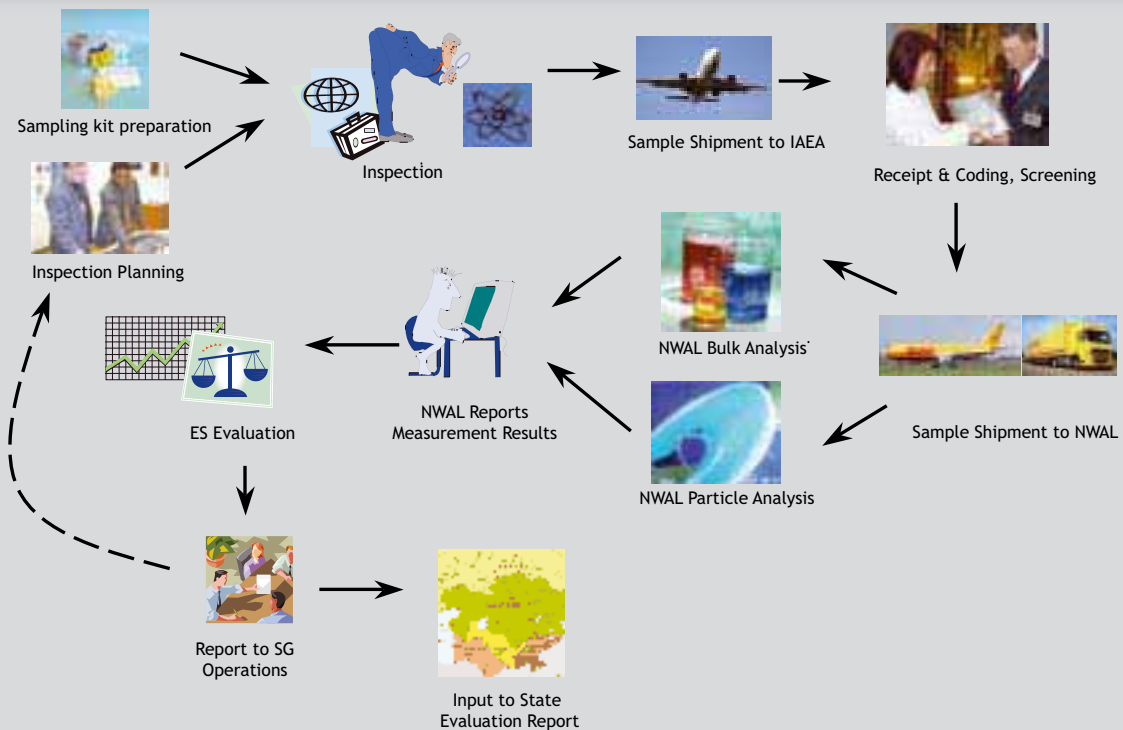 Sampling kit preparation
Inspection Planning
Inspection
Sample Shipment to IAEA
Receipt & Coding, Screening
Sample Shipment to NWAL
NWAL Bulk Analysis
NWAL Particle Analysis
NWAL Reports
Measurement Results
ES Evaluation
Report to SG
Operations
Input to State
Evaluation Report